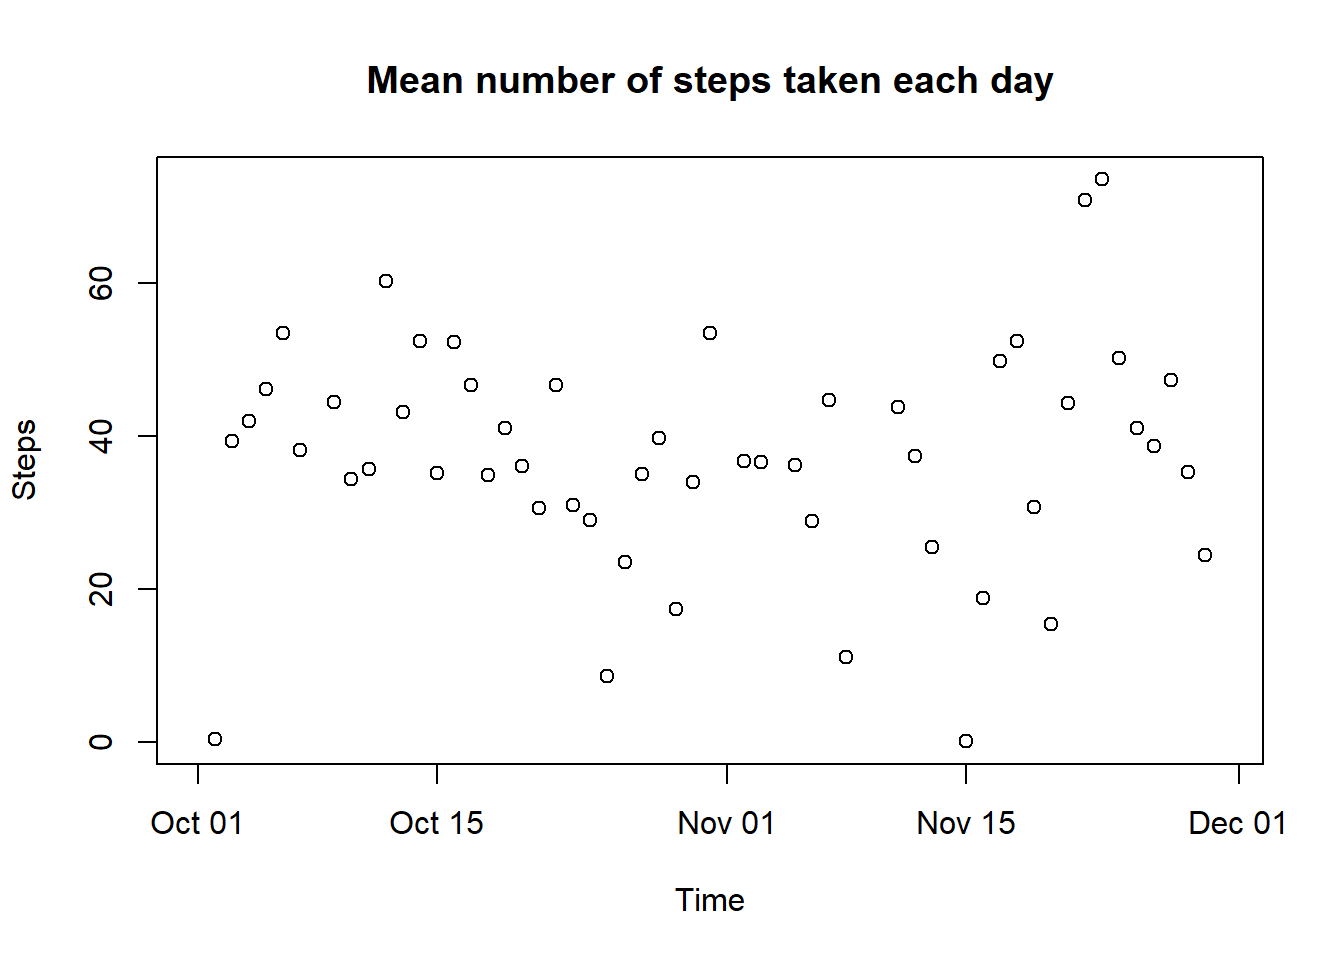 Mean number of steps taken each day
60
40
20
0
Steps
Oct 01
Oct 15
Nov 01
Nov 15
Dec 01
Time